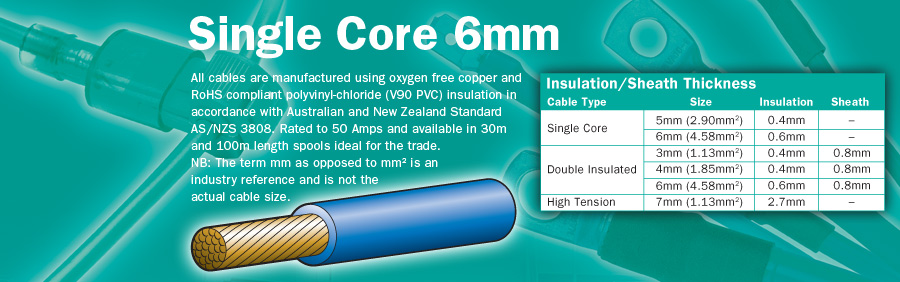 Single Core 6mm
All cables are manufactured using oxygen free copper and
RoHS compliant polyvinyl-chloride (V90 PVC) insulation in
accordance with Australian and New Zealand Standard
AS/NZS 3808. Rated to 50 Amps and available in 30m
and 100m length spools ideal for the trade.
NB: The term mm as opposed to mm² is an
industry reference and is not the
actual cable size.
Insulation/Sheath Thickness
Cable Type Size Insulation Sheath
Single Core 5mm (2.90mm²) 0.4mm –
6mm (4.58mm²) 0.6mm –
Double Insulated 3mm (1.13mm²) 0.4mm 0.8mm
4mm (1.85mm²) 0.4mm 0.8mm
6mm (4.58mm²) 0.6mm 0.8mm
High Tension 7mm (1.13mm²) 2.7mm –